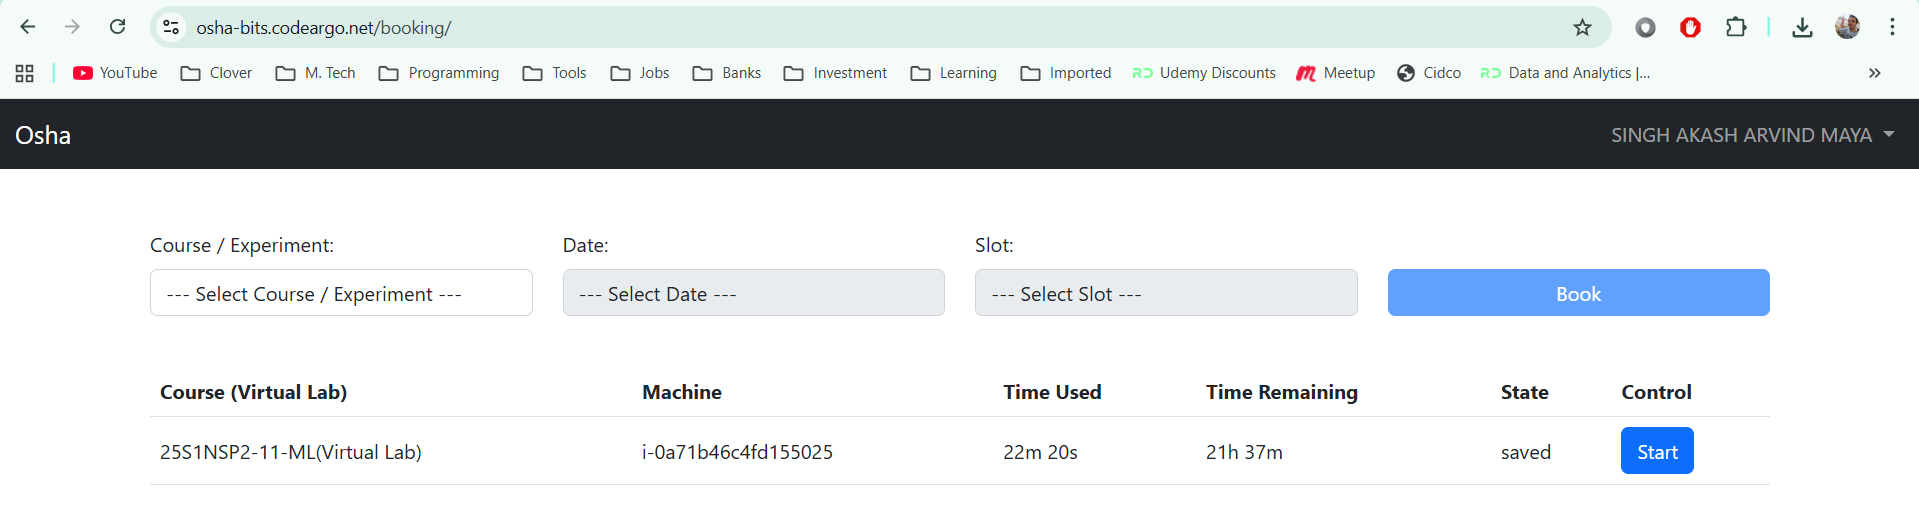 osha-bits.codeargo.net/booking/
YouTube Clover M. Tech Programming Tools Jobs Banks Investment Learning Imported Udemy Discounts Meetup Cidco Data and Analytics |...
Osha SINGH AKASH ARVIND MAYA
Course / Experiment: Date: Slot:
--- Select Course / Experiment --- --- Select Date --- --- Select Slot --- Book
Course (Virtual Lab) Machine Time Used Time Remaining State Control
25S1NSP2-11-ML(Virtual Lab) i-0a71b46c4fd155025 22m 20s 21h 37m saved Start